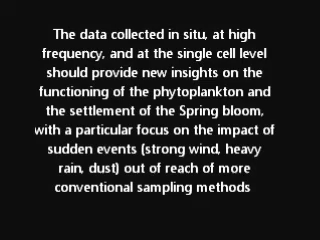 The data collected in situ, at high
frequency, and at the single cell level
should provide new insights on the
functioning of the phytoplankton and
the settlement of the Spring bloom,
with a particular focus on the impact of
sudden events (strong wind, heavy
rain, dust) out of reach of more
conventional sampling methods